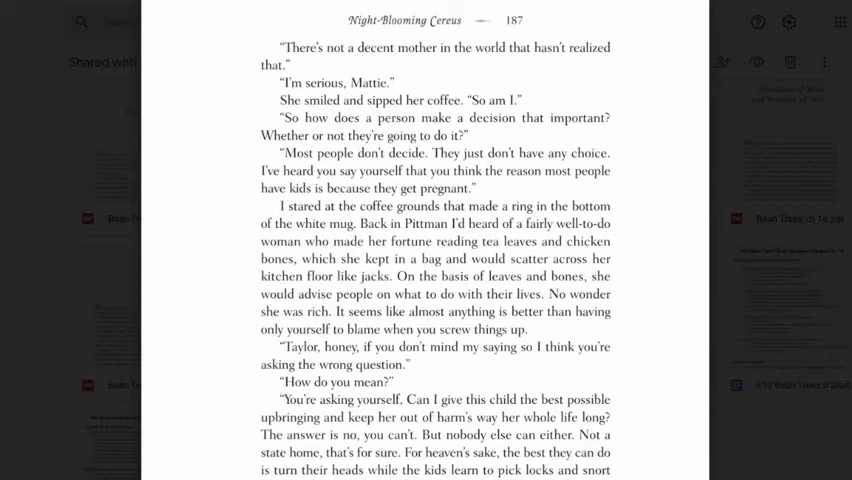 Night-Blooming Cereus 187
“There’s not a decent mother in the world that hasn’t realized
that.”
“I’m serious, Mattie.”
She smiled and sipped her coffee. “So am I.”
“So how does a person make a decision that important?
Whether or not they’re going to do it?”
“Most people don’t decide. They just don’t have any choice.
I’ve heard you say yourself that you think the reason most people
have kids is because they get pregnant.”
I stared at the coffee grounds that made a ring in the bottom
of the white mug. Back in Pittman I’d heard of a fairly well-to-do
woman who made her fortune reading tea leaves and chicken
bones, which she kept in a bag and would scatter across her
kitchen floor like jacks. On the basis of leaves and bones, she
would advise people on what to do with their lives. No wonder
she was rich. It seems like almost anything is better than having
only yourself to blame when you screw things up.
“Taylor, honey, if you don’t mind my saying so I think you’re
asking the wrong question.”
“How do you mean?”
“You’re asking yourself, Can I give this child the best possible
upbringing and keep her out of harm’s way her whole life long?
The answer is no, you can’t. But nobody else can either. Not a
state home, that’s for sure. For heaven’s sake, the best they can do
is turn their heads while the kids learn to pick locks and snort
Shared with
Bean Trees ch 16.pdf
Bean Tr
Bean